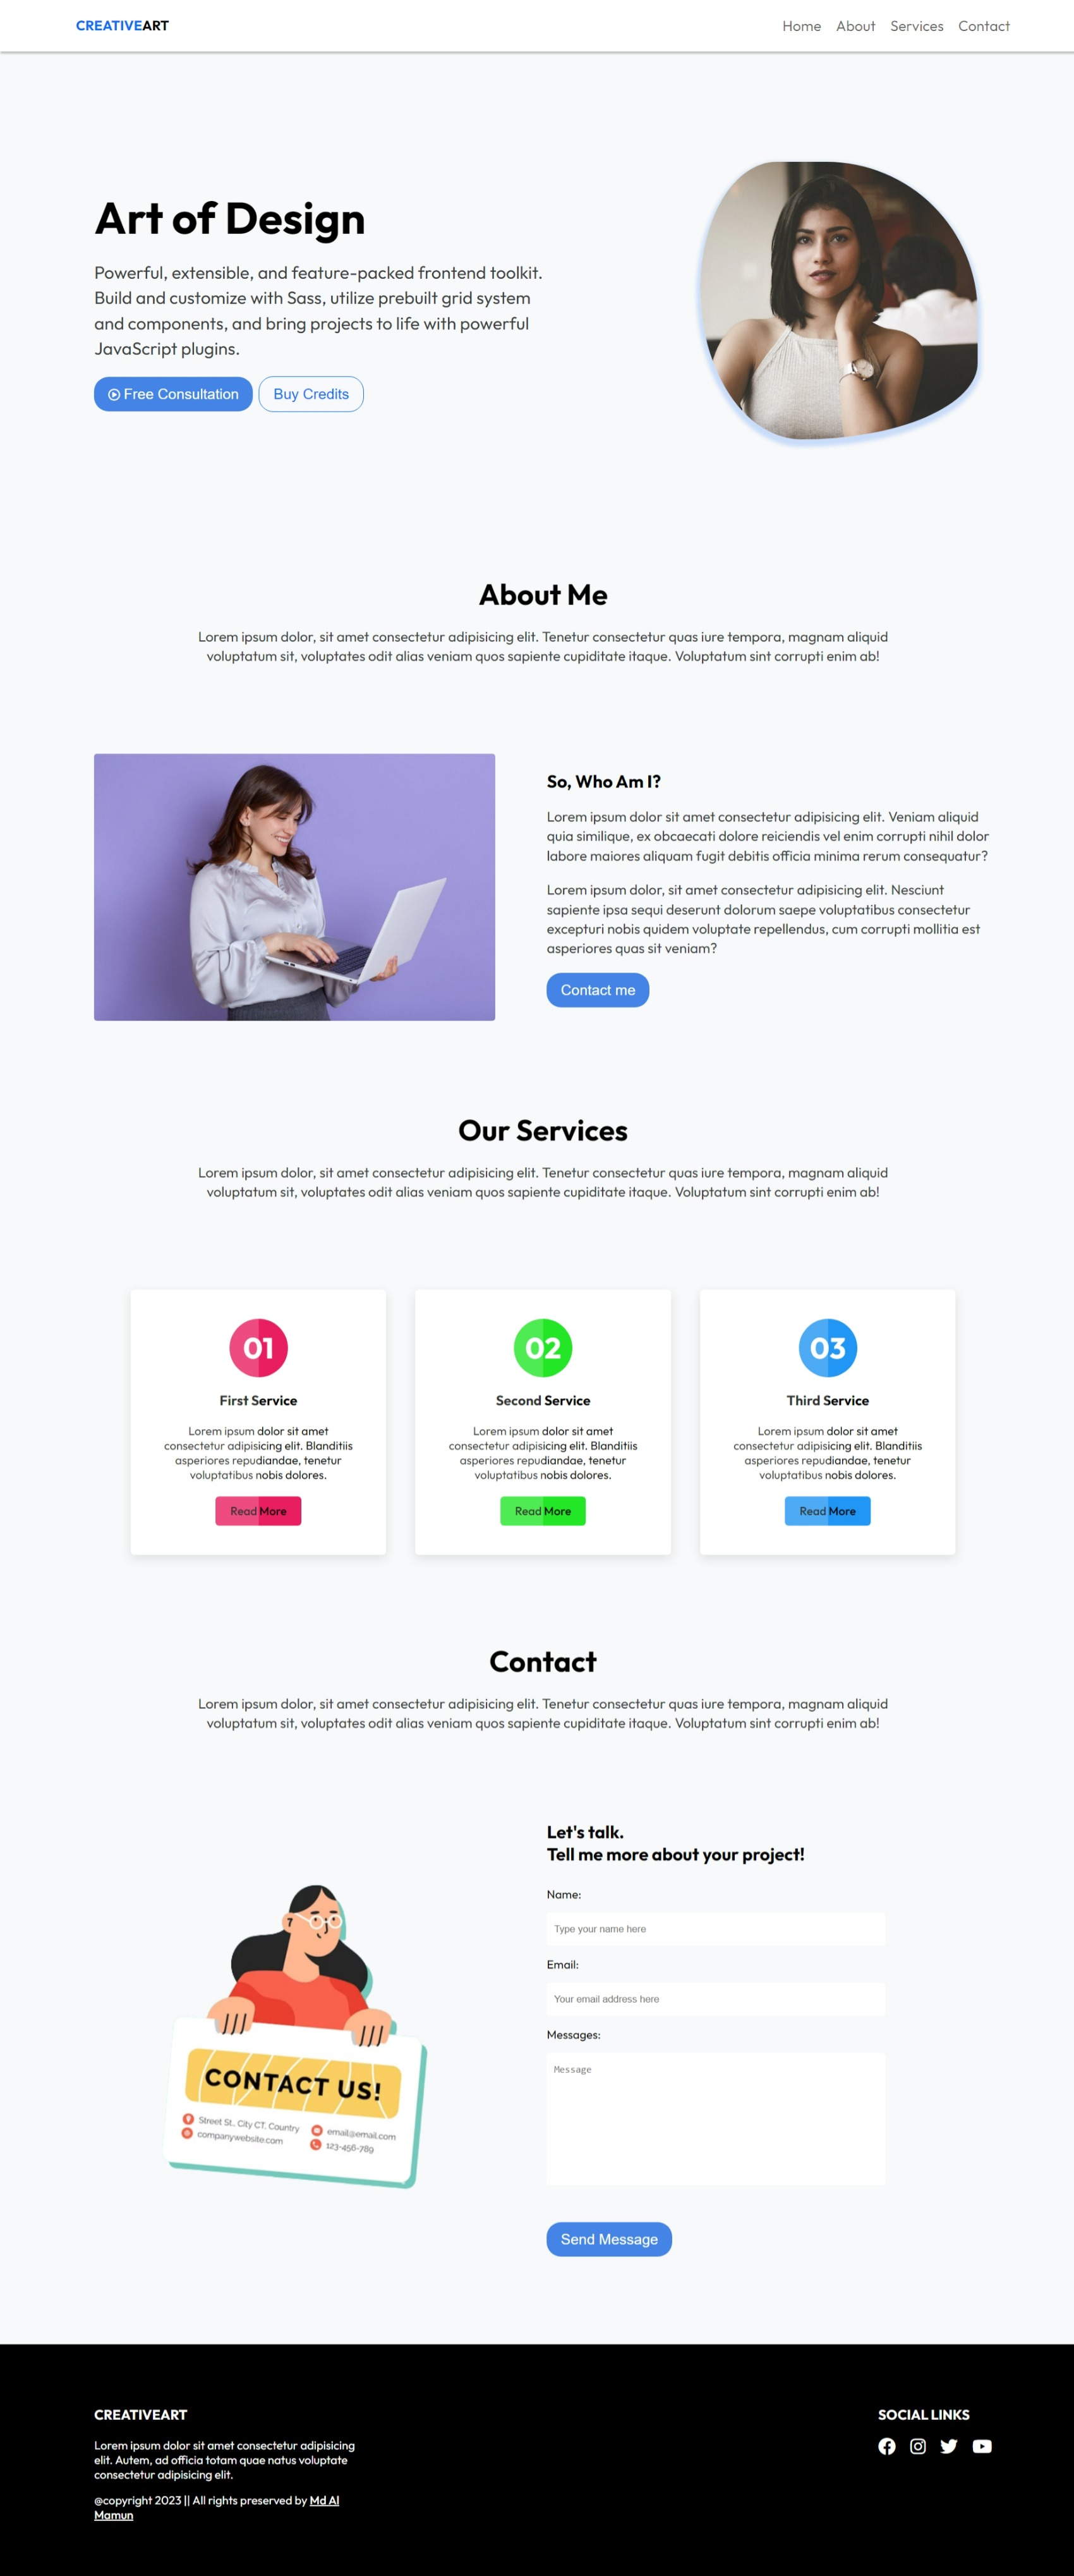 CREATIVEART
Home About Services Contact
Art of Design
Powerful, extensible, and feature-packed frontend toolkit.
Build and customize with Sass, utilize prebuilt grid system
and components, and bring projects to life with powerful
JavaScript plugins.
Free Consultation Buy Credits
About Me
Lorem ipsum dolor, sit amet consectetur adipisicing elit. Tenetur consectetur quas iure tempora, magnam aliquid
voluptatum sit, voluptates odit alias veniam quos sapiente cupiditate itaque. Voluptatum sint corrupti enim ab!
So, Who Am I?
Lorem ipsum dolor sit amet consectetur adipisicing elit. Veniam aliquid
quia similique, ex obcaecati dolore reiciendis vel enim corrupti nihil dolor
labore maiores aliquam fugit debitis officia minima rerum consequatur?
Lorem ipsum dolor, sit amet consectetur adipisicing elit. Nesciunt
sapiente ipsa sequi deserunt dolorum saepe voluptatibus consectetur
excepturi nobis quidem voluptate repellendus, cum corrupti mollitia est
asperiores quas sit veniam?
Contact me
Our Services
Lorem ipsum dolor, sit amet consectetur adipisicing elit. Tenetur consectetur quas iure tempora, magnam aliquid
voluptatum sit, voluptates odit alias veniam quos sapiente cupiditate itaque. Voluptatum sint corrupti enim ab!
01
First Service
Lorem ipsum dolor sit amet
consectetur adipisicing elit. Blanditiis
asperiores repudiandae, tenetur
voluptatibus nobis dolores.
Read More
02
Second Service
Lorem ipsum dolor sit amet
consectetur adipisicing elit. Blanditiis
asperiores repudiandae, tenetur
voluptatibus nobis dolores.
Read More
03
Third Service
Lorem ipsum dolor sit amet
consectetur adipisicing elit. Blanditiis
asperiores repudiandae, tenetur
voluptatibus nobis dolores.
Read More
Contact
Lorem ipsum dolor, sit amet consectetur adipisicing elit. Tenetur consectetur quas iure tempora, magnam aliquid
voluptatum sit, voluptates odit alias veniam quos sapiente cupiditate itaque. Voluptatum sint corrupti enim ab!
CONTACT US!
Street St., City CT. Country
companywebsite.com
email@email.com
123-456-789
Let's talk.
Tell me more about your project!
Name:
Type your name here
Email:
Your email address here
Messages:
Message
Send Message
CREATIVEART
Lorem ipsum dolor sit amet consectetur adipisicing
elit. Autem, ad officia totam quae natus voluptate
consectetur adipisicing elit.
@copyright 2023 || All rights preserved by Md Al
Mamun
SOCIAL LINKS